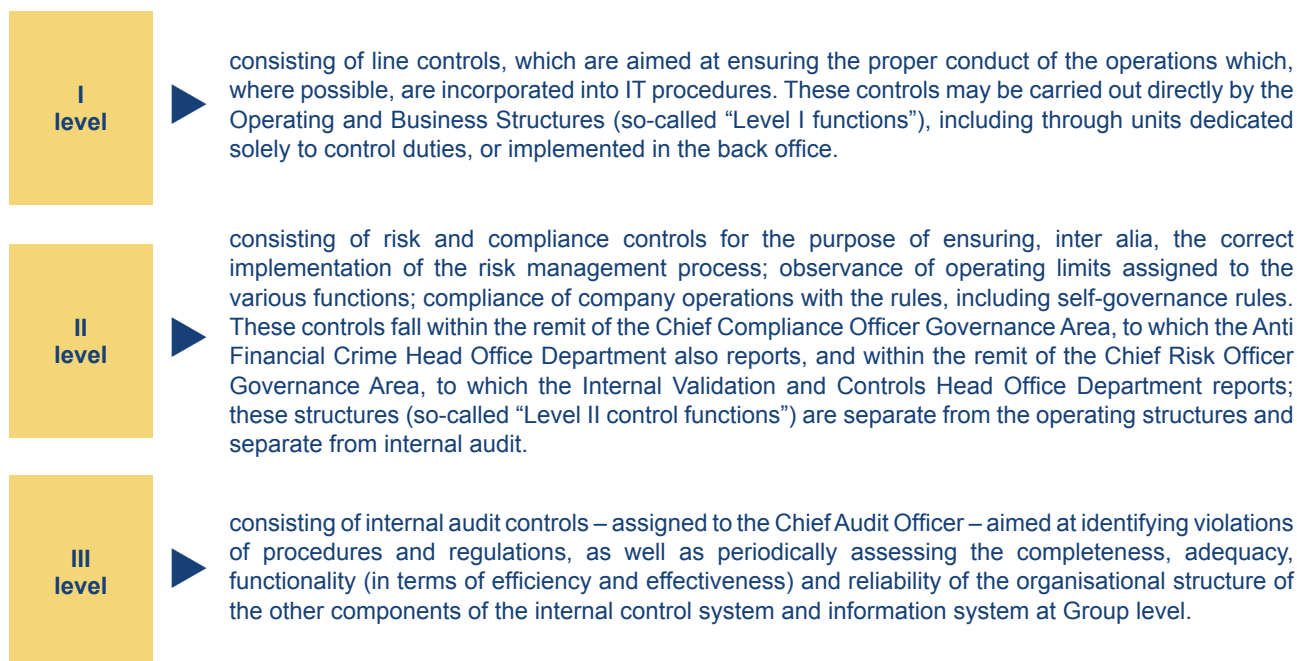 I
level
consisting of line controls, which are aimed at ensuring the proper conduct of the operations which,
where possible, are incorporated into IT procedures. These controls may be carried out directly by the
Operating and Business Structures (so-called “Level I functions”), including through units dedicated
solely to control duties, or implemented in the back office.
II
level
consisting of risk and compliance controls for the purpose of ensuring, inter alia, the correct
implementation of the risk management process; observance of operating limits assigned to the
various functions; compliance of company operations with the rules, including self-governance rules.
These controls fall within the remit of the Chief Compliance Officer Governance Area, to which the Anti
Financial Crime Head Office Department also reports, and within the remit of the Chief Risk Officer
Governance Area, to which the Internal Validation and Controls Head Office Department reports;
these structures (so-called “Level II control functions”) are separate from the operating structures and
separate from internal audit.
III
level
consisting of internal audit controls – assigned to the Chief Audit Officer – aimed at identifying violations
of procedures and regulations, as well as periodically assessing the completeness, adequacy,
functionality (in terms of efficiency and effectiveness) and reliability of the organisational structure of
the other components of the internal control system and information system at Group level.